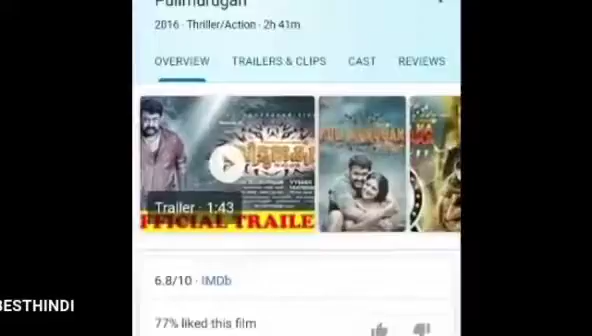 Pulimurugan
2016 · Thriller/Action · 2h 41m
OVERVIEW TRAILERS & CLIPS CAST REVIEWS
Trailer · 1:43
FFICIAL TRAILE
6.8/10 · IMDb
BESTHINDI
77% liked this film